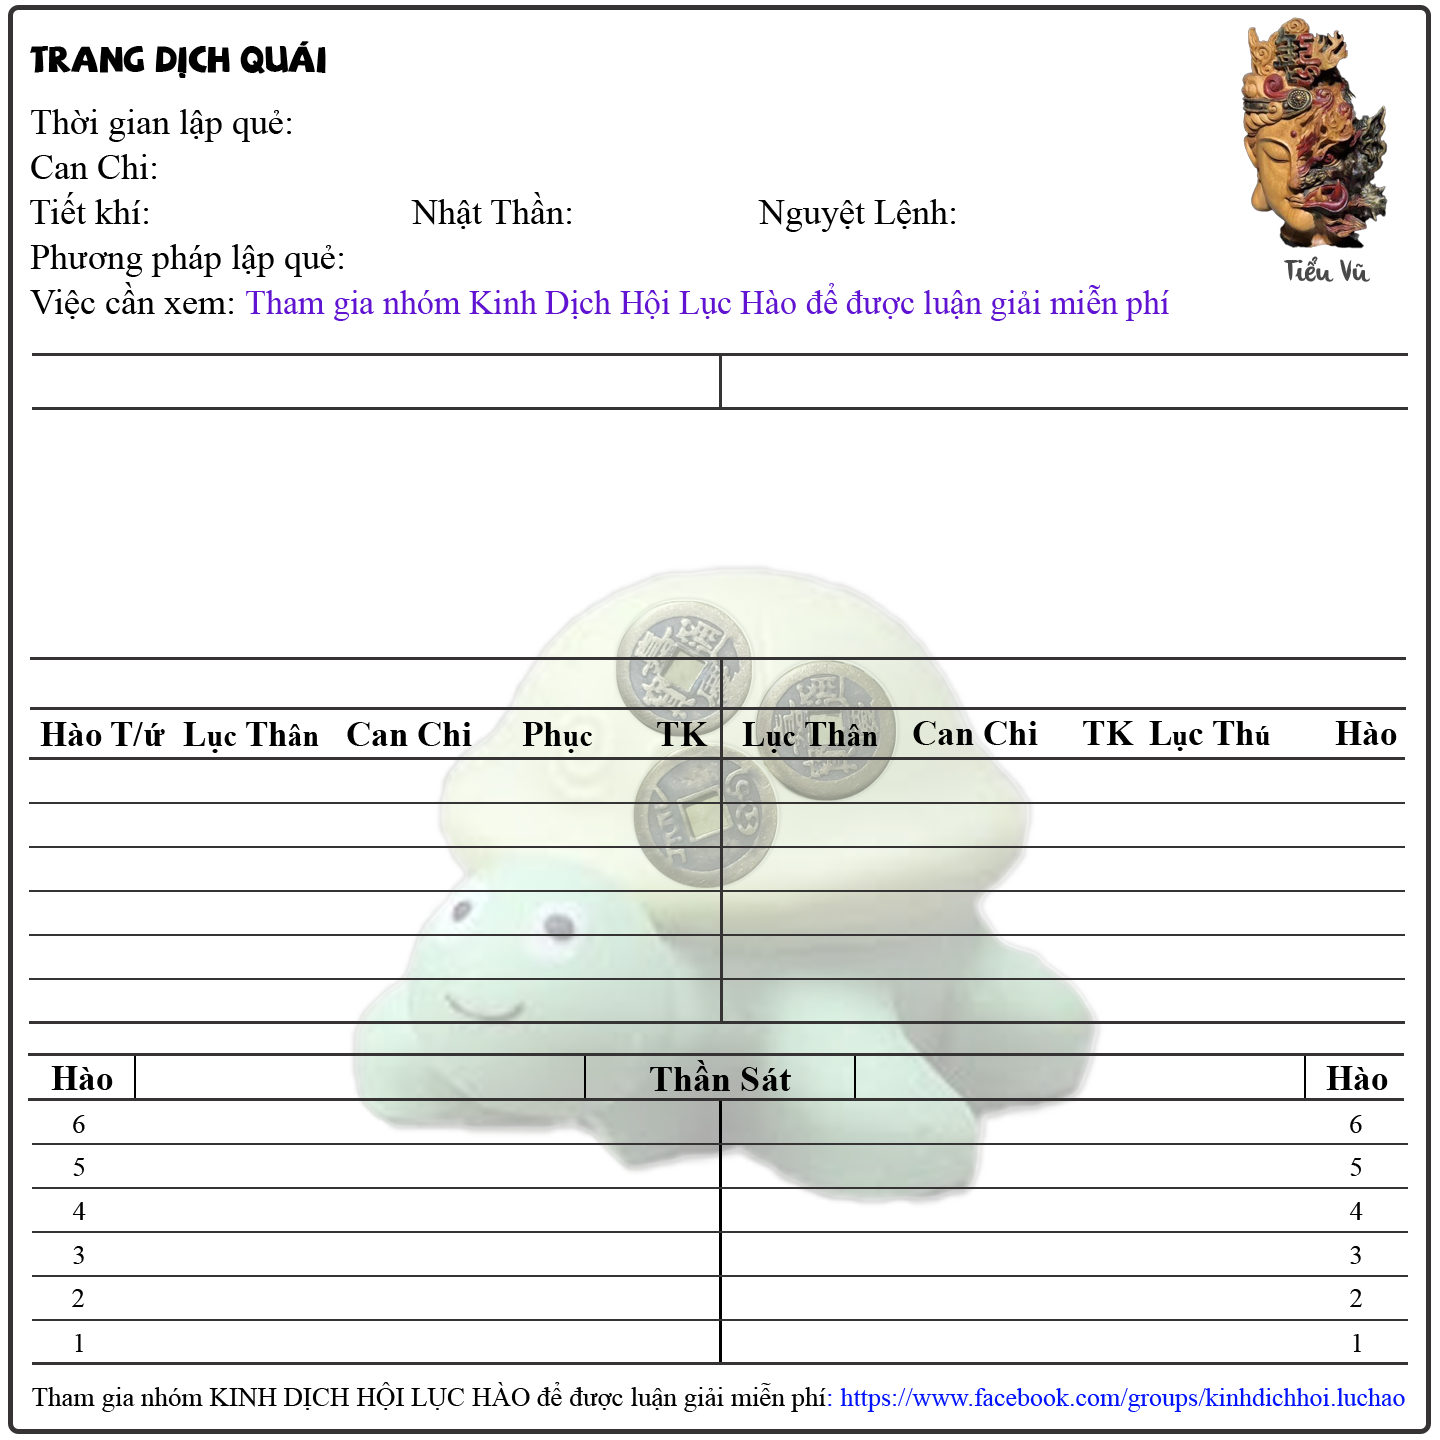 TRANG DỊCH QUÁI
Tiểu Vũ
Thời gian lập quẻ:
Can Chi:
Tiết khí: Nhật Thần: Nguyệt Lệnh:
Phương pháp lập quẻ:
Việc cần xem: Tham gia nhóm Kinh Dịch Hội Lục Hào để được luận giải miễn phí
Hào T/ứ Lục Thân Can Chi Phục TK Lục Thân Can Chi TK Lục Thú Hào
Hào Thần Sát Hào
6 6
5 5
4 4
3 3
2 2
1 1
Tham gia nhóm KINH DỊCH HỘI LỤC HÀO để được luận giải miễn phí: https://www.facebook.com/groups/kinhdichhoi.luchao